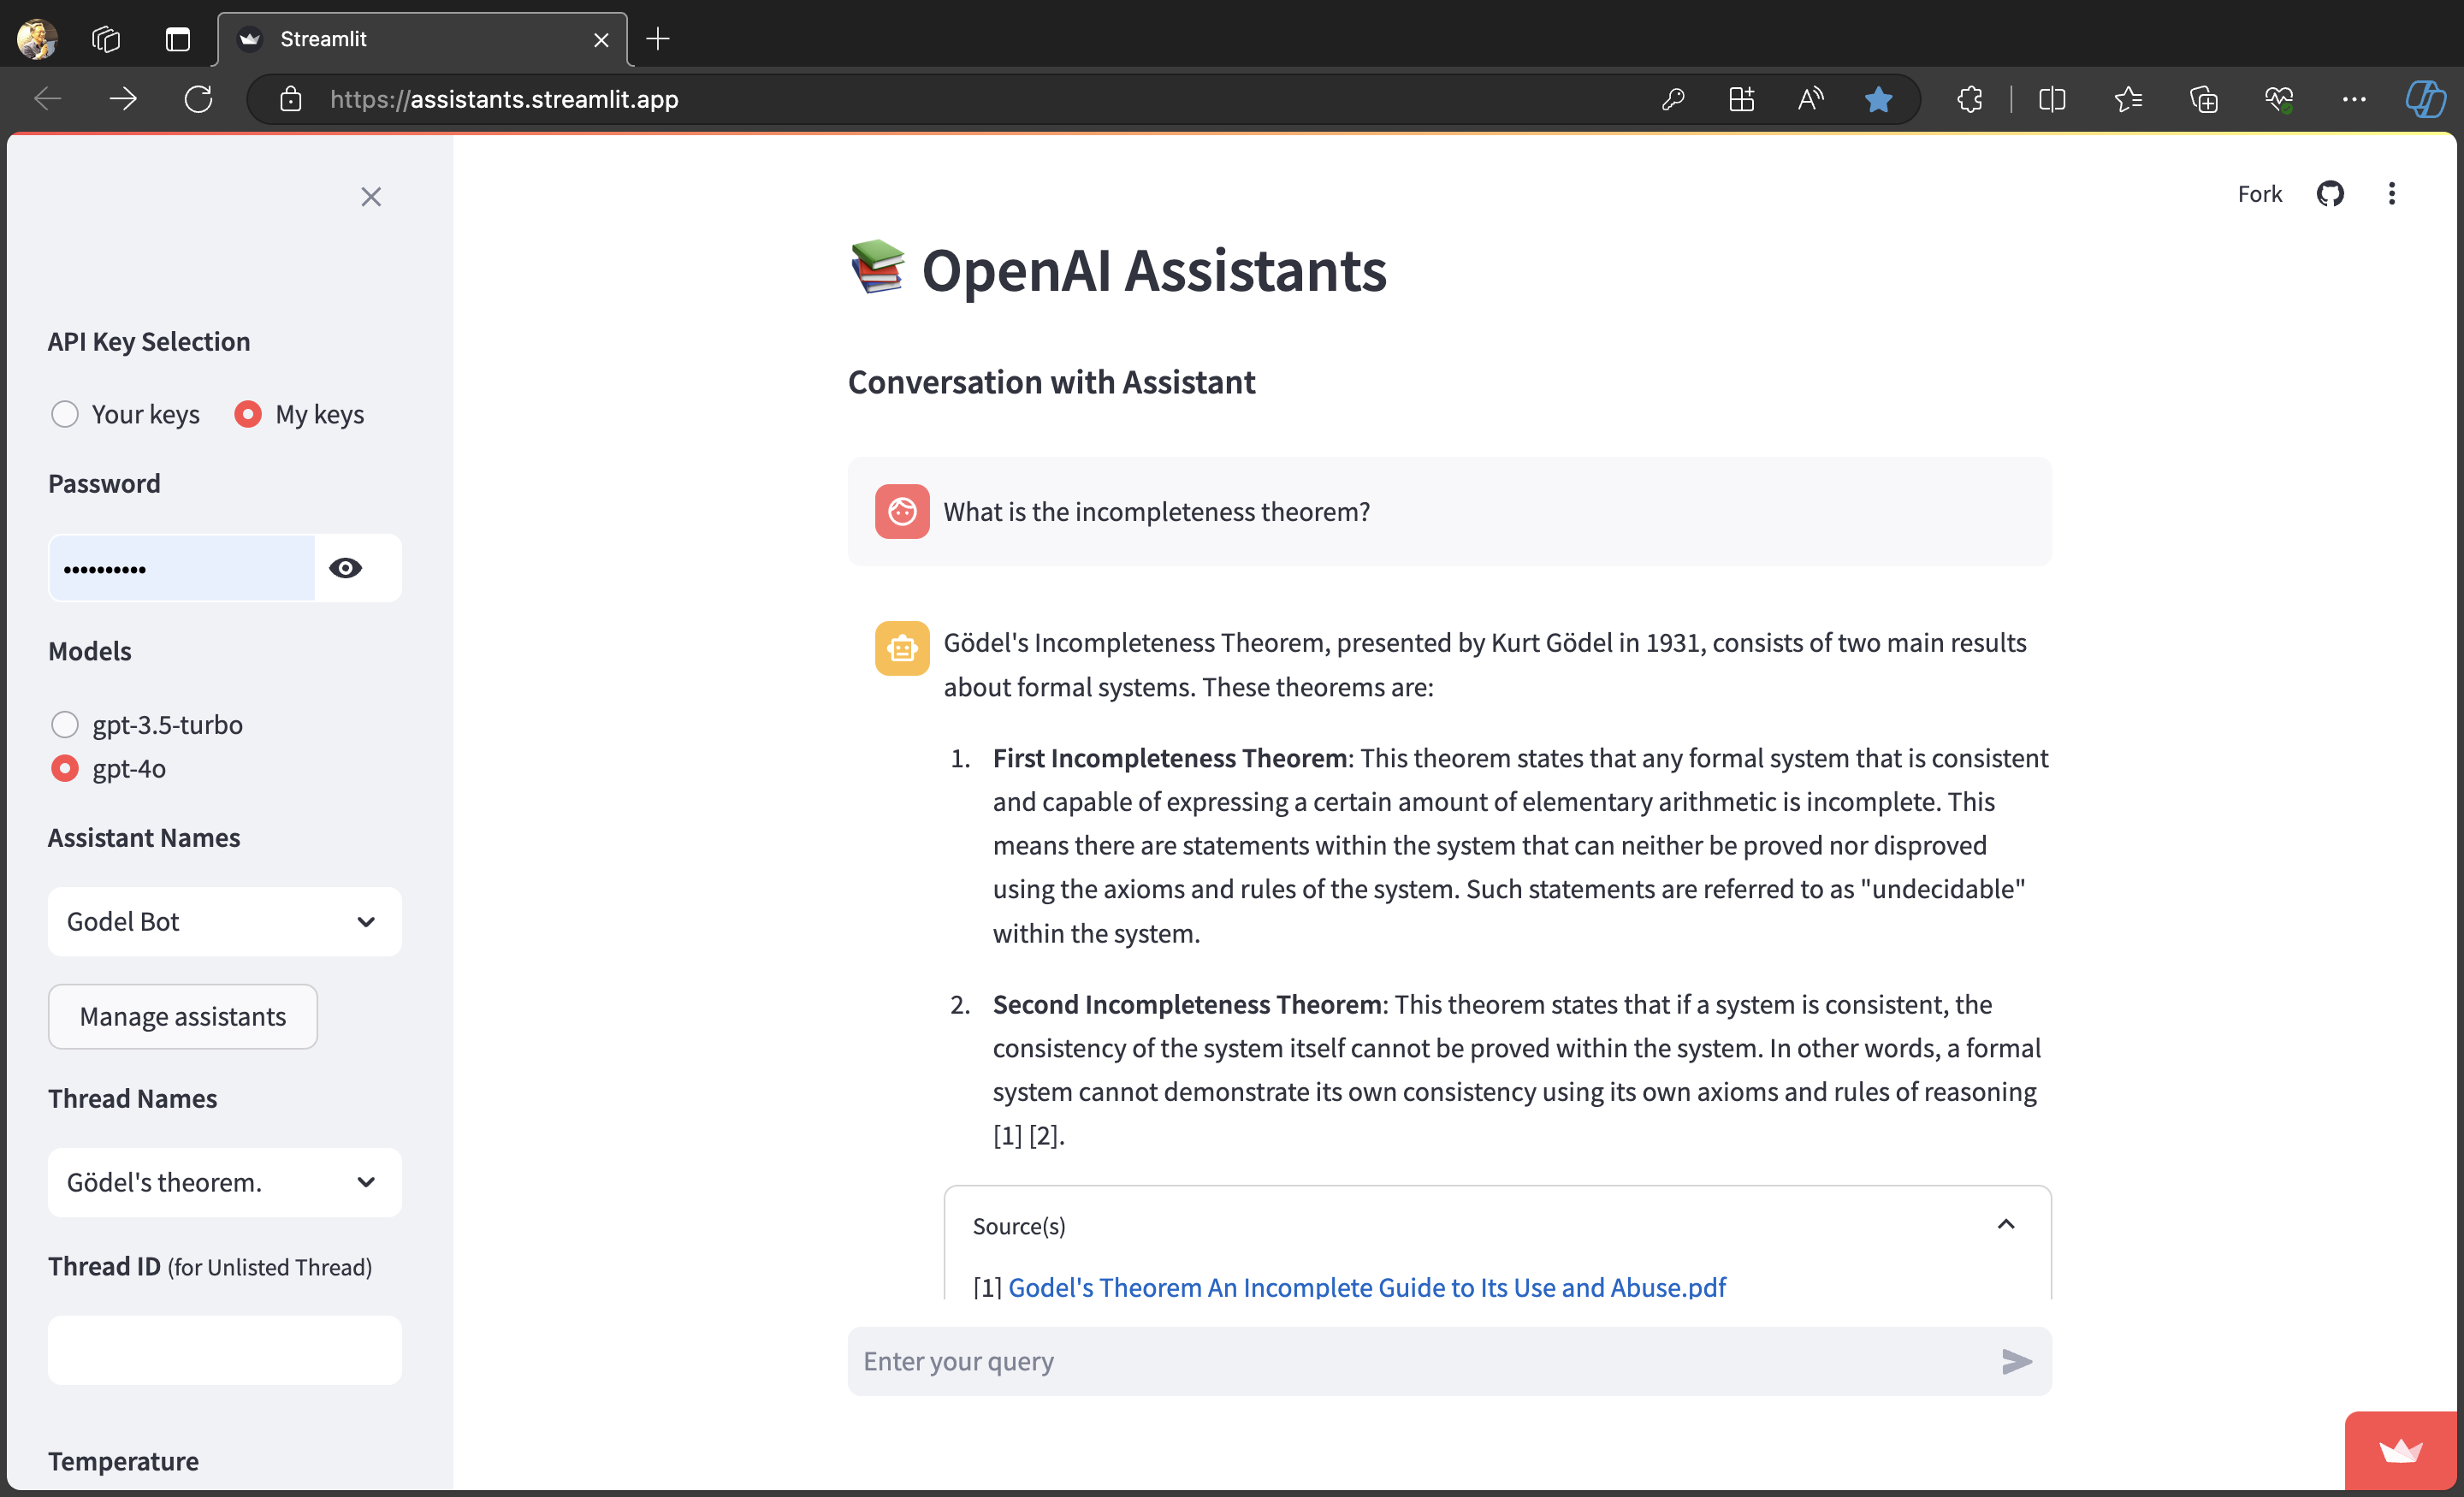 Streamlit
https://assistants.streamlit.app
Fork
API Key Selection
Your keys
My keys
Password
••••••••••
Models
gpt-3.5-turbo
gpt-4o
Assistant Names
Godel Bot
Manage assistants
Thread Names
Gödel's theorem.
Thread ID (for Unlisted Thread)
Temperature
OpenAI Assistants
Conversation with Assistant
What is the incompleteness theorem?
Gödel's Incompleteness Theorem, presented by Kurt Gödel in 1931, consists of two main results
about formal systems. These theorems are:
1. First Incompleteness Theorem: This theorem states that any formal system that is consistent
and capable of expressing a certain amount of elementary arithmetic is incomplete. This
means there are statements within the system that can neither be proved nor disproved
using the axioms and rules of the system. Such statements are referred to as "undecidable"
within the system.
2. Second Incompleteness Theorem: This theorem states that if a system is consistent, the
consistency of the system itself cannot be proved within the system. In other words, a formal
system cannot demonstrate its own consistency using its own axioms and rules of reasoning
[1] [2].
Source(s)
[1] Godel's Theorem An Incomplete Guide to Its Use and Abuse.pdf
Enter your query